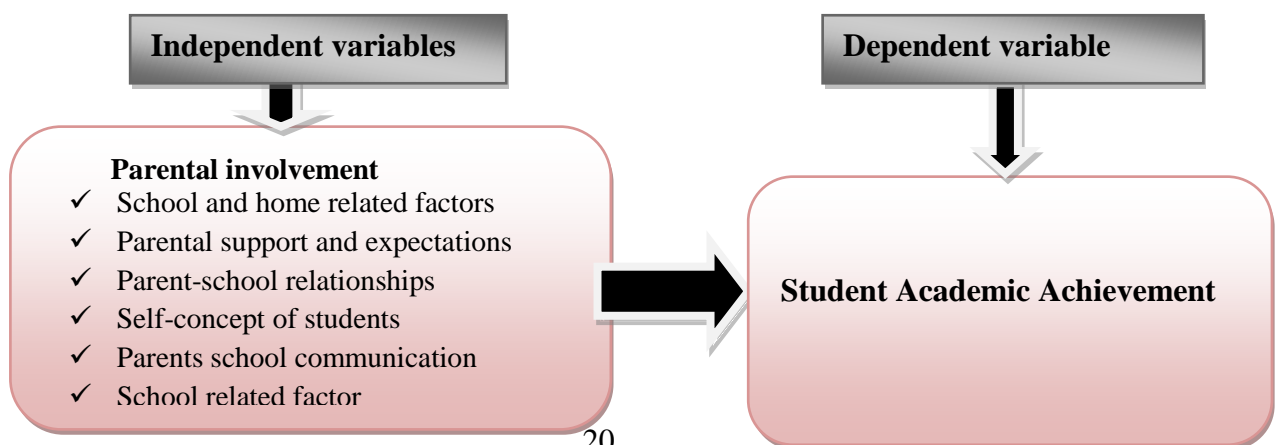 Independent variables
Dependent variable
Parental involvement
✓ School and home related factors
✓ Parental support and expectations
✓ Parent-school relationships
✓ Self-concept of students
✓ Parents school communication
✓ School related factor
Student Academic Achievement
20